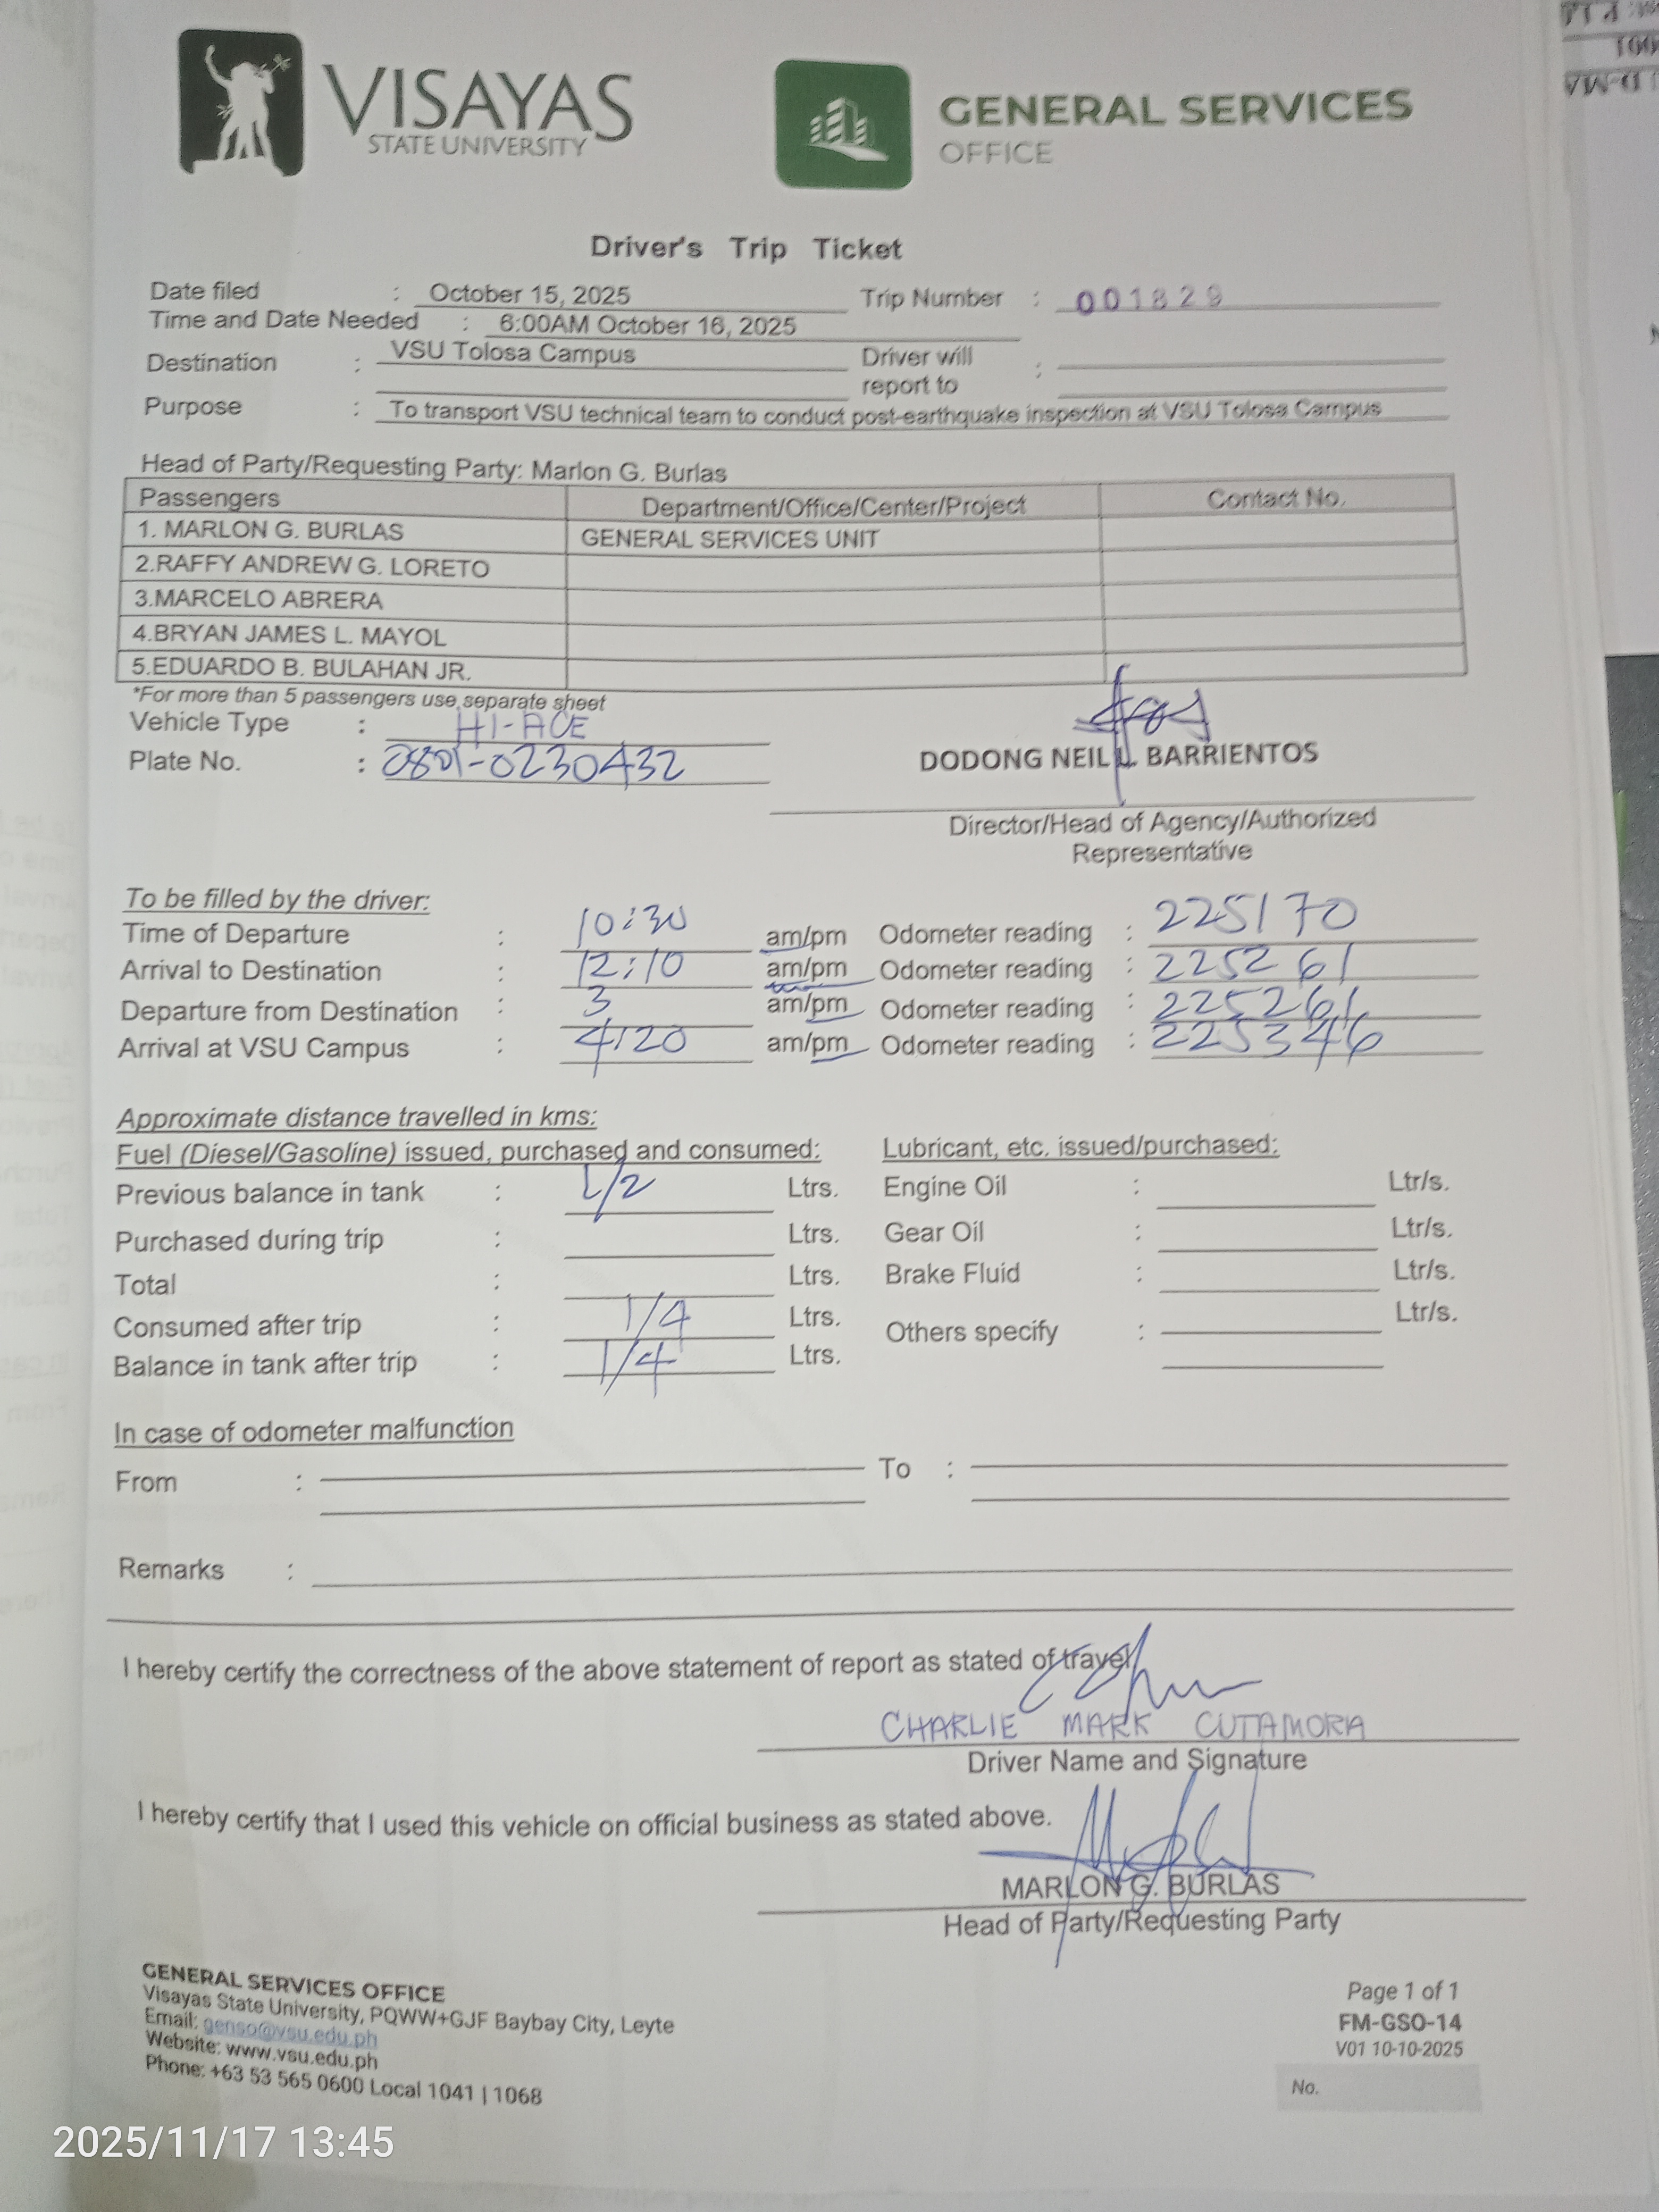 VISAYAS
STATE UNIVERSITY
GENERAL SERVICES
OFFICE
Driver's Trip Ticket
Date filed : October 15, 2025 Trip Number : 001829
Time and Date Needed : 6:00AM October 16, 2025
Destination : VSU Tolosa Campus Driver will report to :
Purpose : To transport VSU technical team to conduct post-earthquake inspection at VSU Tolosa Campus
Head of Party/Requesting Party: Marlon G. Burlas
Passengers Department/Office/Center/Project Contact No.
1. MARLON G. BURLAS GENERAL SERVICES UNIT
2.RAFFY ANDREW G. LORETO
3.MARCELO ABRERA
4.BRYAN JAMES L. MAYOL
5.EDUARDO B. BULAHAN JR.
*For more than 5 passengers use separate sheet
Vehicle Type : HI-ACE
Plate No. : 0801-0230432
DODONG NEIL L. BARRIENTOS
Director/Head of Agency/Authorized
Representative
To be filled by the driver:
Time of Departure : 10:30 am/pm Odometer reading : 225170
Arrival to Destination : 12:10 am/pm Odometer reading : 225261
Departure from Destination : 3 am/pm Odometer reading : 225261
Arrival at VSU Campus : 4:20 am/pm Odometer reading : 225346
Approximate distance travelled in kms:
Fuel (Diesel/Gasoline) issued, purchased and consumed: Lubricant, etc. issued/purchased:
Previous balance in tank : 1/2 Ltrs. Engine Oil : Ltr/s.
Purchased during trip : Ltrs. Gear Oil : Ltr/s.
Total : Ltrs. Brake Fluid : Ltr/s.
Consumed after trip : 1/4 Ltrs. Others specify : Ltr/s.
Balance in tank after trip : 1/4 Ltrs.
In case of odometer malfunction
From : To :
Remarks :
I hereby certify the correctness of the above statement of report as stated of travel.
CHARLIE MARK CUTAMORA
Driver Name and Signature
I hereby certify that I used this vehicle on official business as stated above.
MARLON G. BURLAS
Head of Party/Requesting Party
GENERAL SERVICES OFFICE
Visayas State University, PQWW+GJF Baybay City, Leyte
Email: genso@vsu.edu.ph
Website: www.vsu.edu.ph
Phone: +63 53 565 0600 Local 1041 | 1068
Page 1 of 1
FM-GSO-14
V01 10-10-2025
No.
2025/11/17 13:45